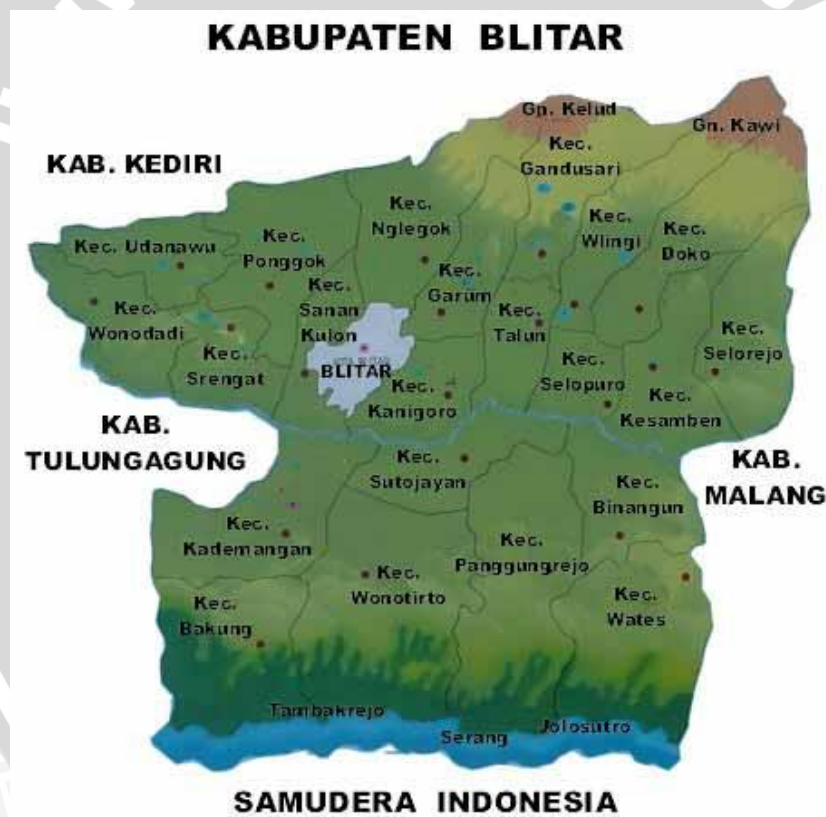 KABUPATEN BLITAR
Gp. Kelud
Gn. Kawi
Kec.
Gandusari
KAB. KEDIRI
Kec.
Nglegok
Kec.
Wlingi
Kec.
Doko
Kec. Udanawu
Kec.
Ponggok
Kec.
Garum
Kec.
Sanan
Kulon
Kec.
Wonodadi
Kec.
Talun
Kec.
Selorejo
Kec.
Srengat
BLITAR
Kec.
Selopuro
Kec.
Kanigoro
Kec.
Kesamben
KAB.
TULUNGAGUNG
Kec.
Sutojayan
KAB.
MALANG
Kec.
Binangun
Kec.
Kademangan
Kec.
Panggungrejo
Kec.
Wonotirto
Kec.
Bakung
Kec.
Wates
Tambakrejo
Serang
Jolosutro
SAMUDERA INDONESIA